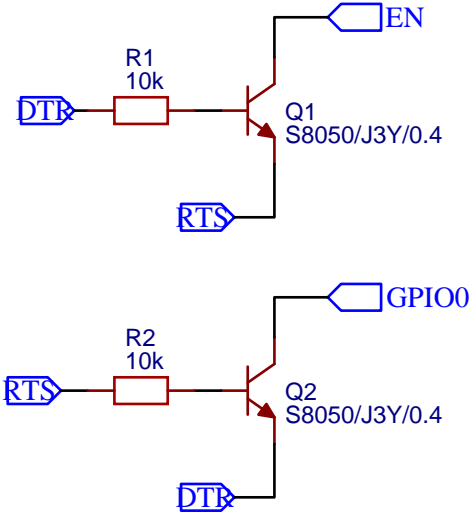 EN
R1
10k
DTR
Q1
S8050/J3Y/0.4
RTS
GPIO0
R2
10k
RTS
Q2
S8050/J3Y/0.4
DTR